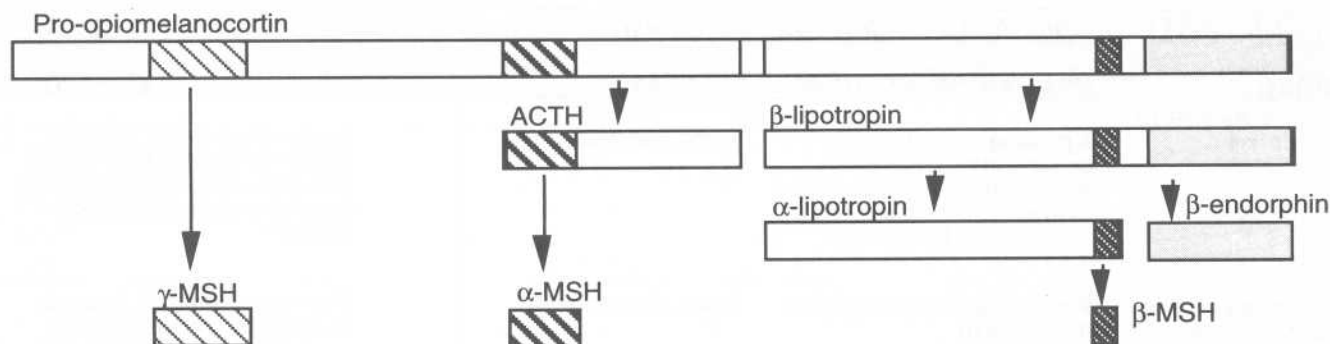 Pro-opiomelanocortin
ACTH
β-lipotropin
α-lipotropin
β-endorphin
γ-MSH
α-MSH
β-MSH